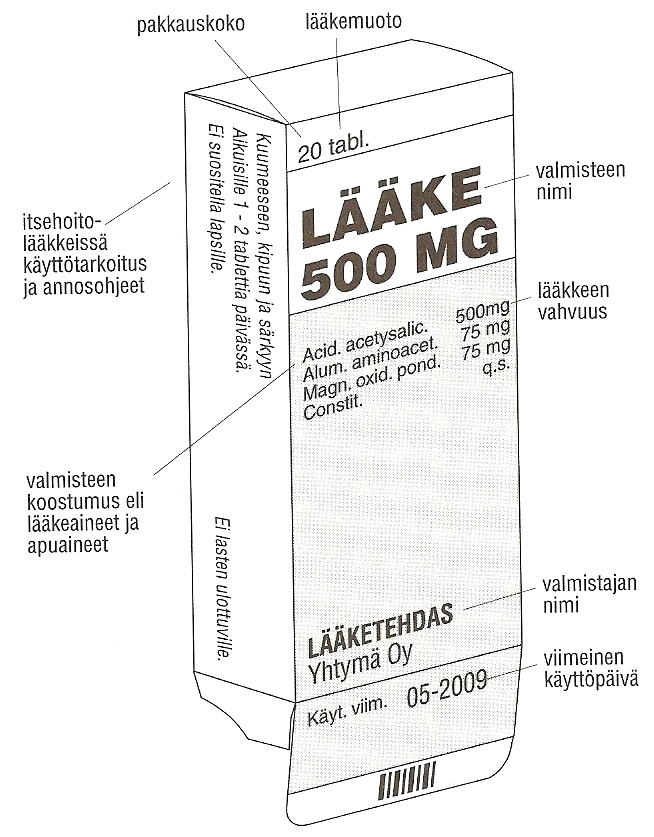 pakkauskoko
lääkemuoto
20 tabl.
LÄÄKE
500 MG
valmisteen
nimi
Kuumeeseen, kipuun ja särkyyn
Aikuisille 1 - 2 tablettia päivässä.
Ei suositella lapsille.
itsehoito-
lääkkeissä
käyttötarkoitus
ja annosohjeet
lääkkeen
vahvuus
Acid. acetysalic. 500mg
Alum. aminoacet. 75 mg
Magn. oxid. pond. 75 mg
Constit. q.s.
valmisteen
koostumus eli
lääkeaineet ja
apuaineet
Ei lasten ulottuville.
valmistajan
nimi
LÄÄKETEHDAS
Yhtymä Oy
viimeinen
käyttöpäivä
Käyt. viim. 05-2009